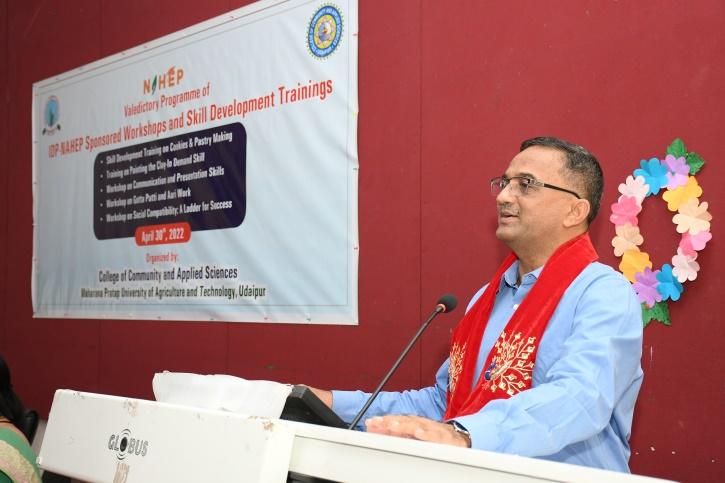 NAHEP
Valedictory Programme of
IDP-NAHEP Sponsored Workshops and Skill Development Trainings
• Skill Development Training on Cookies & Pastry Making
• Training on Painting the Clay-In Demand Skill
• Workshop on Communication and Presentation Skills
• Workshop on Gotta Patti and Aari Work
• Workshop on Social Compatibility: A Ladder for Success
April 30th, 2022
Organized by:
College of Community and Applied Sciences
Maharana Pratap University of Agriculture and Technology, Udaipur
GLOBUS